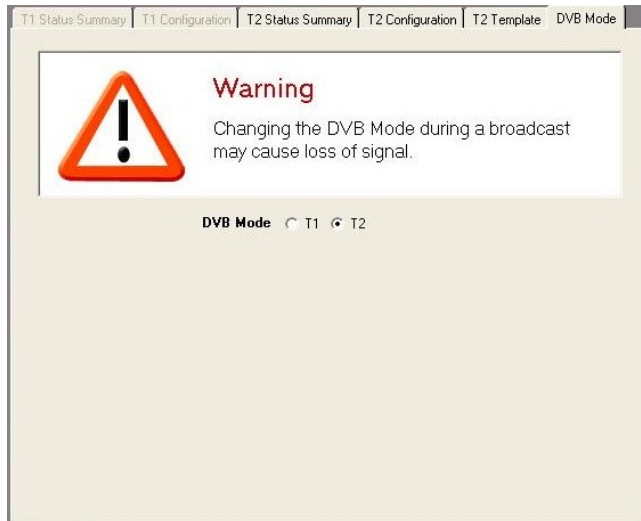 T1 Status Summary T1 Configuration T2 Status Summary T2 Configuration T2 Template DVB Mode
Warning
Changing the DVB Mode during a broadcast
may cause loss of signal.
DVB Mode T1 T2